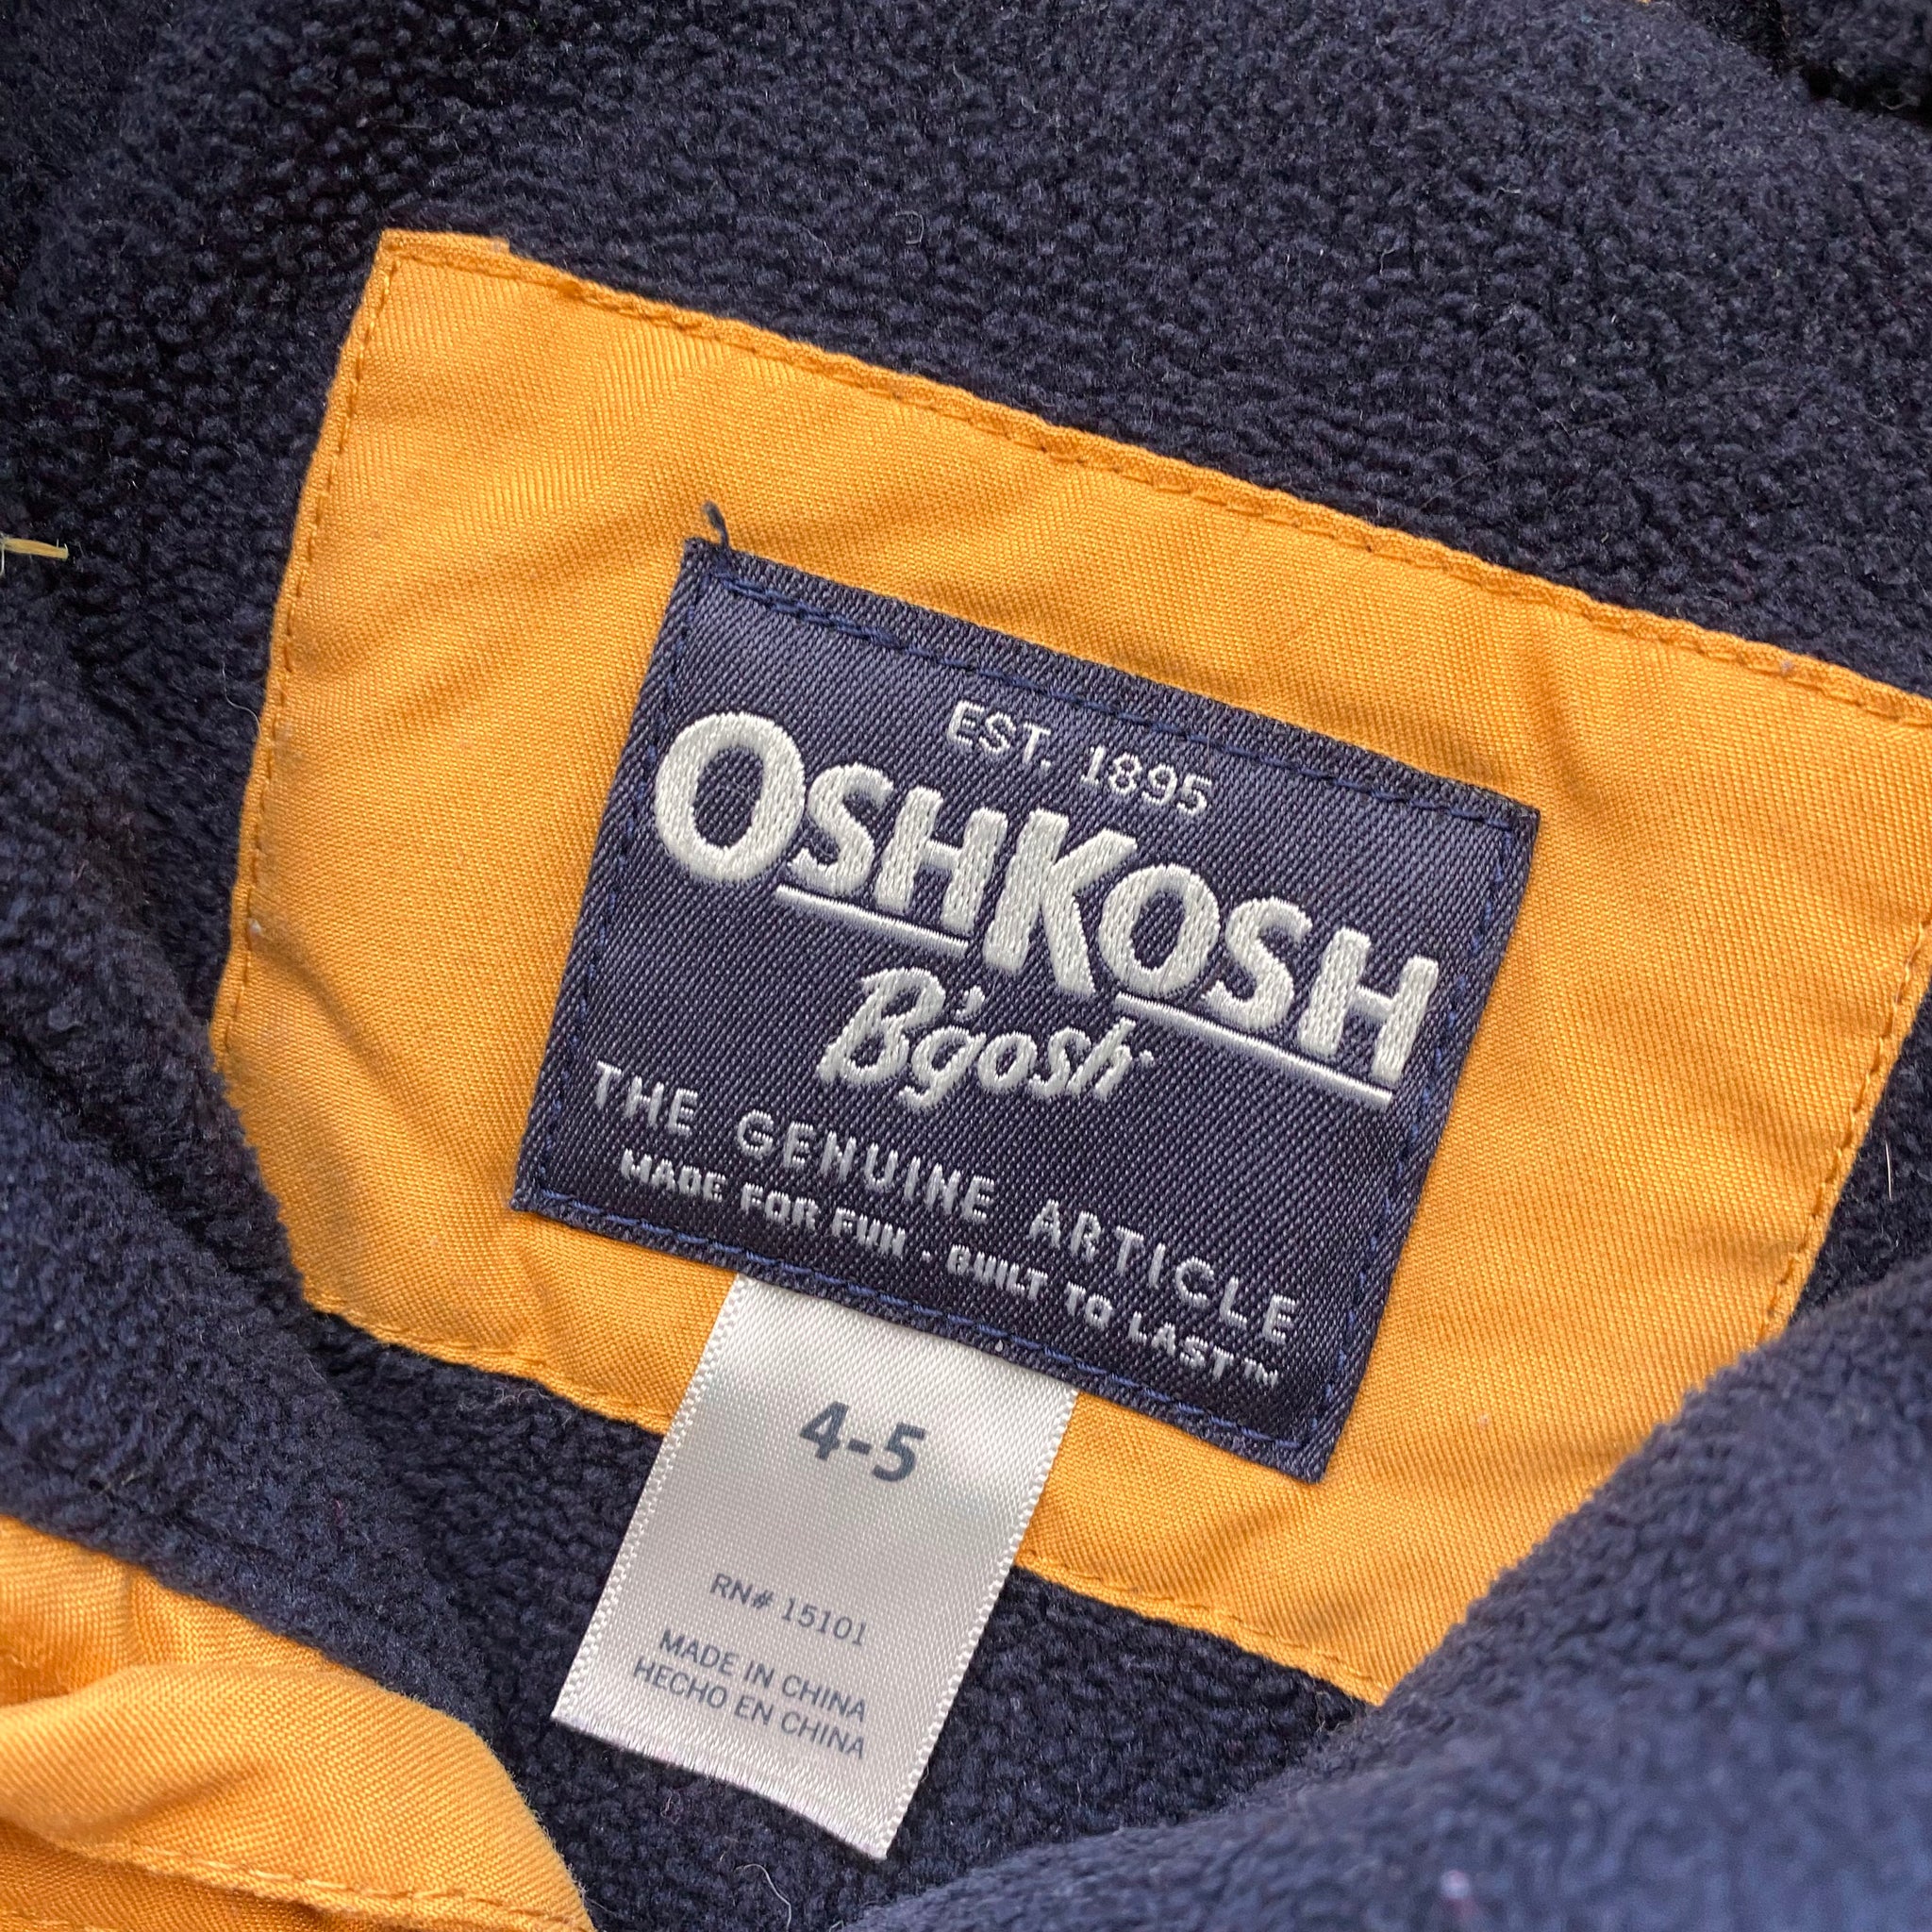 EST. 1895
OSHKOSH
B'gosh
THE GENUINE ARTICLE
MADE FOR FUN · BUILT TO LAST™
4-5
RN# 15101
MADE IN CHINA
HECHO EN CHINA